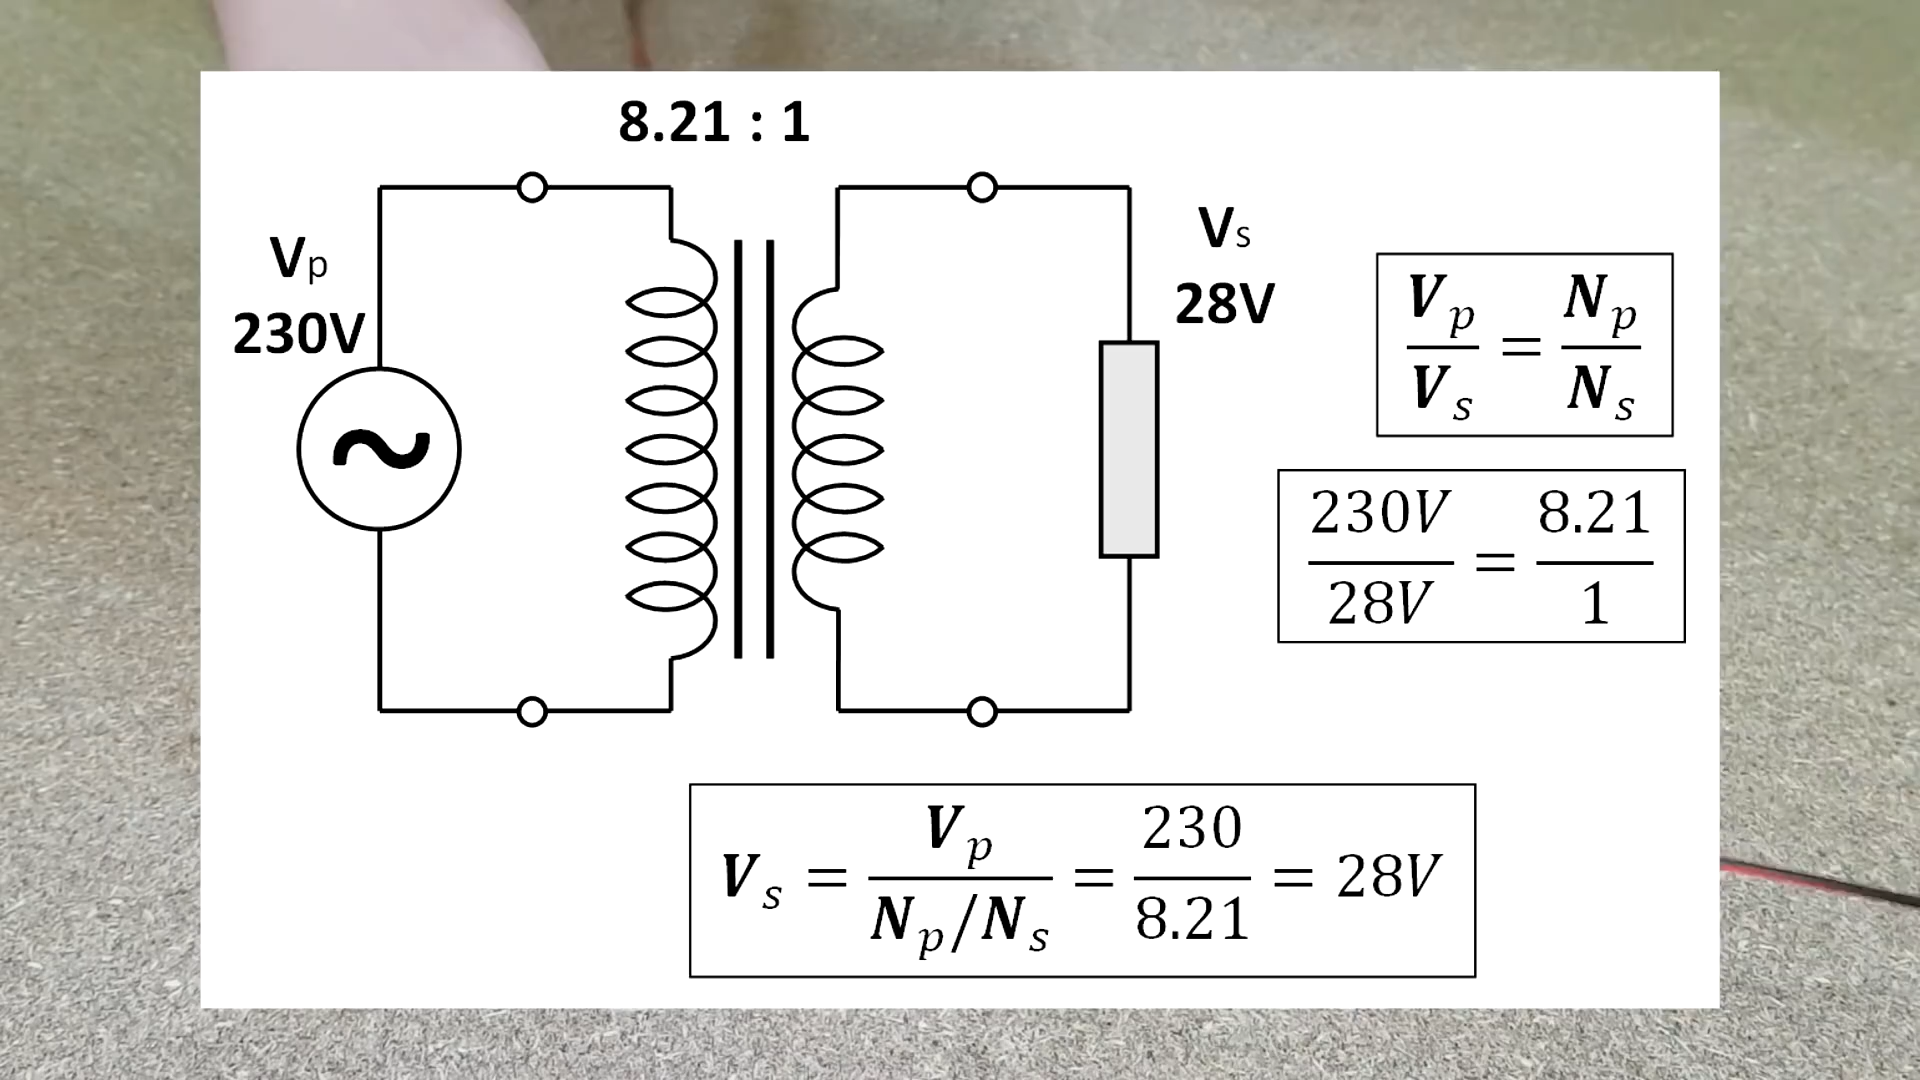 8.21 : 1
Vp
230V
Vs
28V
Vp/Vs = Np/Ns
230V/28V = 8.21/1
Vs = Vp/(Np/Ns) = 230/8.21 = 28V